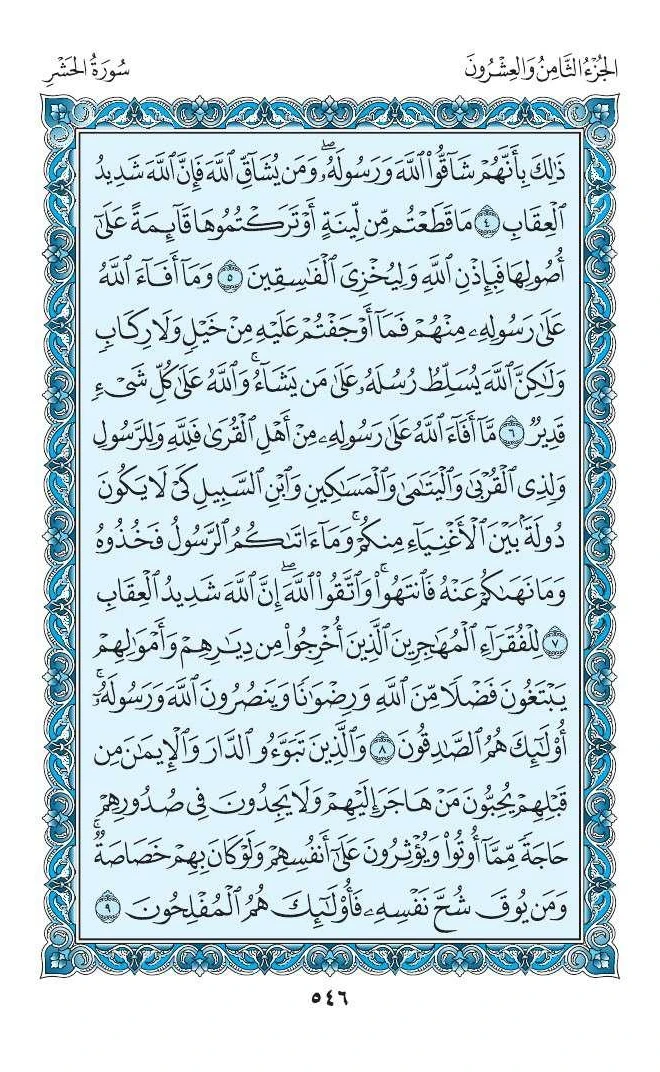 الجُزْءُ الثَّامِنُ وَالعِشْرُونَ
سُورَةُ الحَشْرِ
ذَٰلِكَ بِأَنَّهُمْ شَآقُّوا۟ ٱللَّهَ وَرَسُولَهُۥۖ وَمَن يُشَآقِّ ٱللَّهَ فَإِنَّ ٱللَّهَ شَدِيدُ
ٱلْعِقَابِ ٤ مَا قَطَعْتُم مِّن لِّينَةٍ أَوْ تَرَكْتُمُوهَا قَآئِمَةً عَلَىٰٓ
أُصُولِهَا فَبِإِذْنِ ٱللَّهِ وَلِيُخْزِىَ ٱلْفَـٰسِقِينَ ٥ وَمَآ أَفَآءَ ٱللَّهُ
عَلَىٰ رَسُولِهِۦ مِنْهُمْ فَمَآ أَوْجَفْتُمْ عَلَيْهِ مِنْ خَيْلٍ وَلَا رِكَابٍ
وَلَـٰكِنَّ ٱللَّهَ يُسَلِّطُ رُسُلَهُۥ عَلَىٰ مَن يَشَآءُۚ وَٱللَّهُ عَلَىٰ كُلِّ شَىْءٍ
قَدِيرٌ ٦ مَّآ أَفَآءَ ٱللَّهُ عَلَىٰ رَسُولِهِۦ مِنْ أَهْلِ ٱلْقُرَىٰ فَلِلَّهِ وَلِلرَّسُولِ
وَلِذِى ٱلْقُرْبَىٰ وَٱلْيَتَـٰمَىٰ وَٱلْمَسَـٰكِينِ وَٱبْنِ ٱلسَّبِيلِ كَىْ لَا يَكُونَ
دُولَةًۢ بَيْنَ ٱلْأَغْنِيَآءِ مِنكُمْۚ وَمَآ ءَاتَىٰكُمُ ٱلرَّسُولُ فَخُذُوهُ
وَمَا نَهَىٰكُمْ عَنْهُ فَٱنتَهُوا۟ۚ وَٱتَّقُوا۟ ٱللَّهَۖ إِنَّ ٱللَّهَ شَدِيدُ ٱلْعِقَابِ
٧ لِلْفُقَرَآءِ ٱلْمُهَـٰجِرِينَ ٱلَّذِينَ أُخْرِجُوا۟ مِن دِيَـٰرِهِمْ وَأَمْوَٰلِهِمْ
يَبْتَغُونَ فَضْلًا مِّنَ ٱللَّهِ وَرِضْوَٰنًا وَيَنصُرُونَ ٱللَّهَ وَرَسُولَهُۥٓۚ
أُو۟لَـٰٓئِكَ هُمُ ٱلصَّـٰدِقُونَ ٨ وَٱلَّذِينَ تَبَوَّءُو ٱلدَّارَ وَٱلْإِيمَـٰنَ مِن
قَبْلِهِمْ يُحِبُّونَ مَنْ هَاجَرَ إِلَيْهِمْ وَلَا يَجِدُونَ فِى صُدُورِهِمْ
حَاجَةً مِّمَّآ أُوتُوا۟ وَيُؤْثِرُونَ عَلَىٰٓ أَنفُسِهِمْ وَلَوْ كَانَ بِهِمْ خَصَاصَةٌۚ
وَمَن يُوقَ شُحَّ نَفْسِهِۦ فَأُو۟لَـٰٓئِكَ هُمُ ٱلْمُفْلِحُونَ ٩
٥٤٦